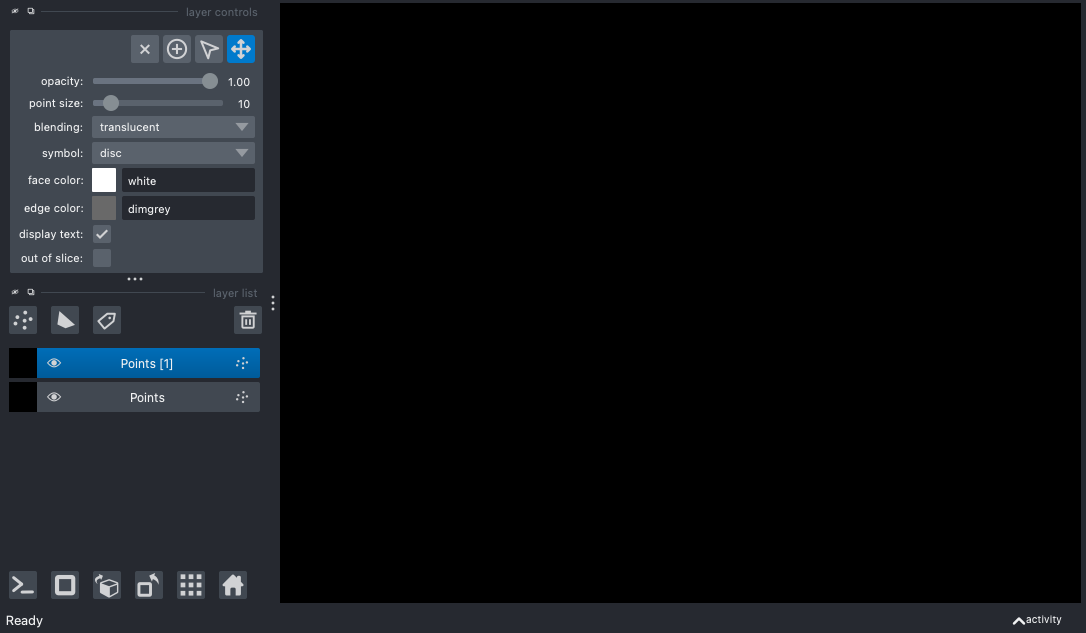 layer controls
opacity: 1.00
point size: 10
blending: translucent
symbol: disc
face color: white
edge color: dimgrey
display text:
out of slice:
layer list
Points [1]
Points
Ready
activity